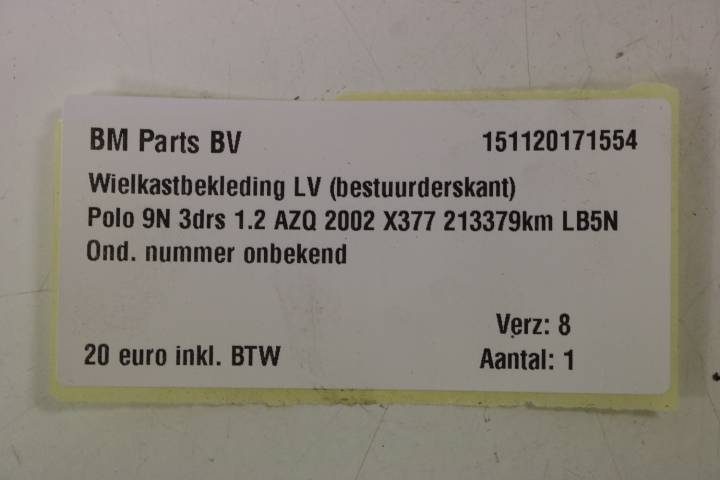 BM Parts BV 151120171554
Wielkastbekleding LV (bestuurderskant)
Polo 9N 3drs 1.2 AZQ 2002 X377 213379km LB5N
Ond. nummer onbekend
Verz: 8
20 euro inkl. BTW Aantal: 1